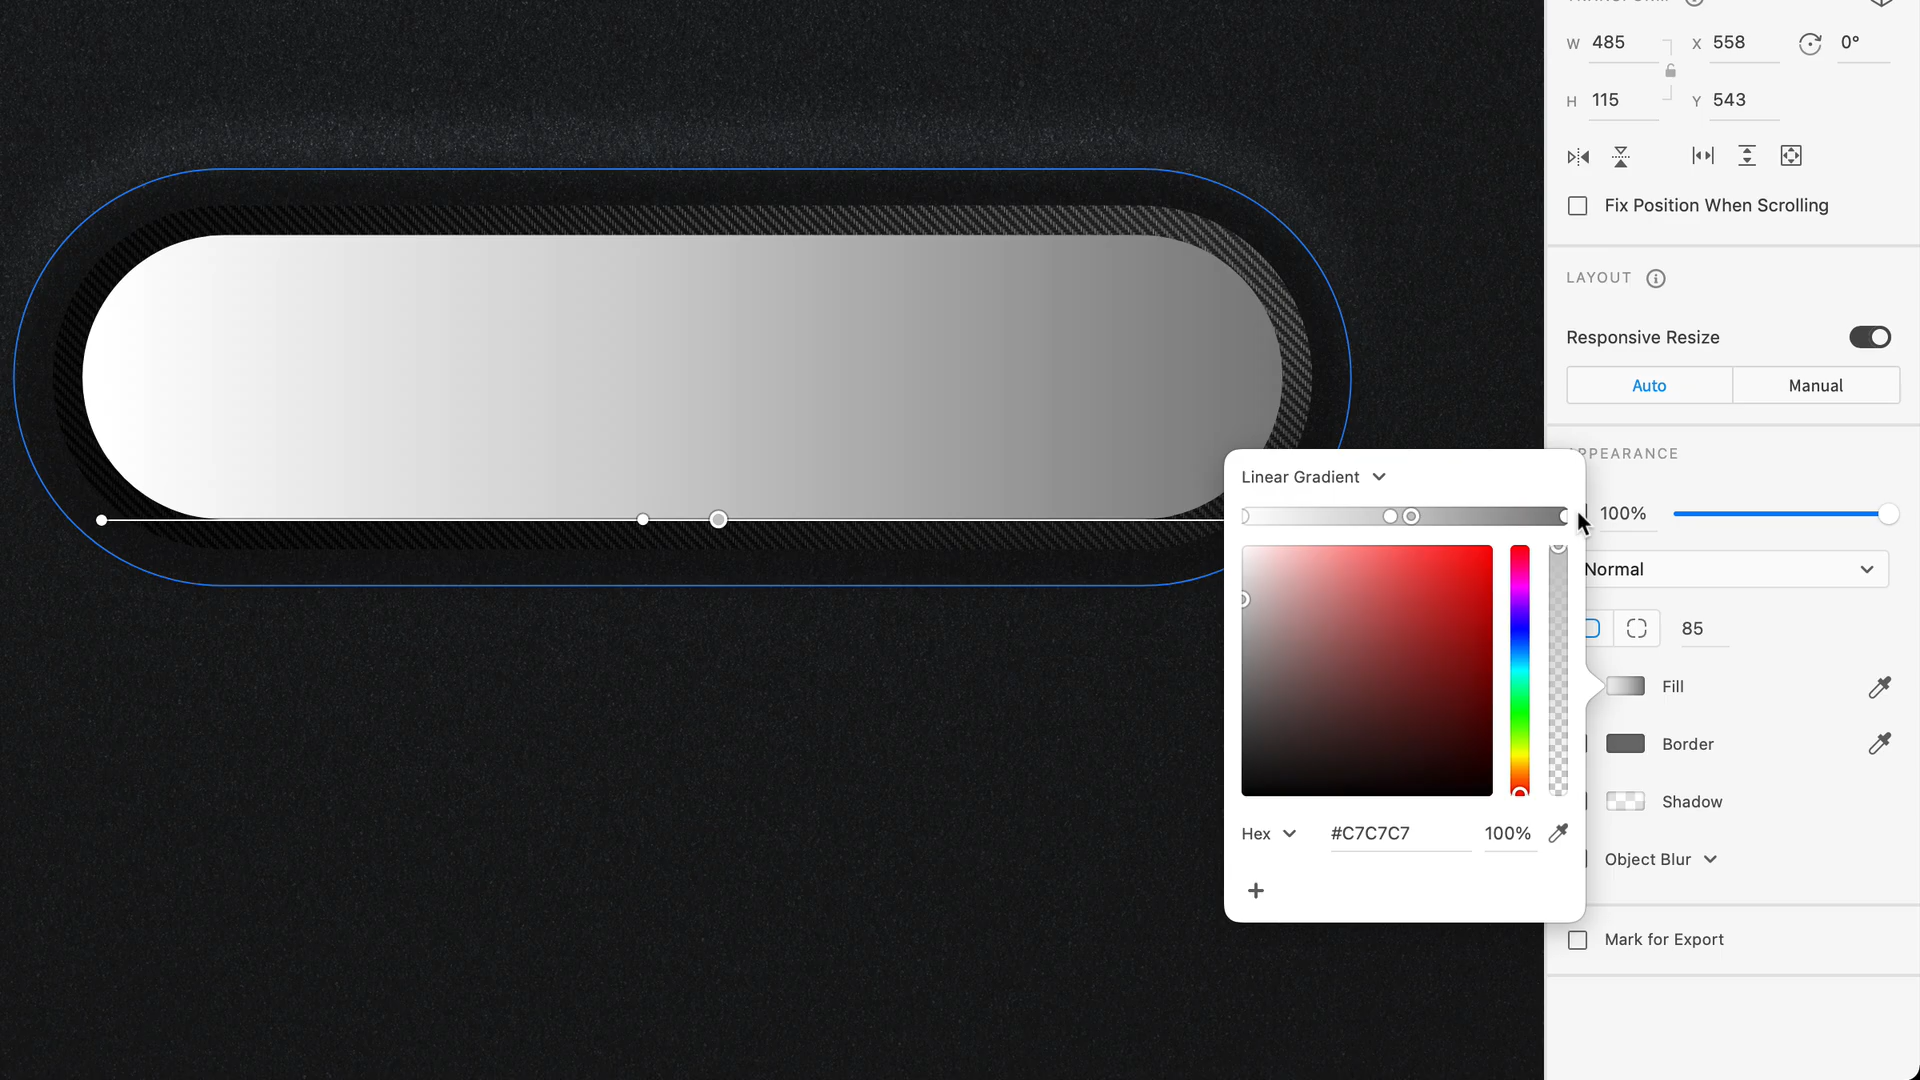 W 485 X 558 0°
H 115 Y 543
Fix Position When Scrolling
LAYOUT
Responsive Resize
Auto Manual
PPEARANCE
Linear Gradient
100%
Normal
85
Fill
Border
Shadow
Hex #C7C7C7 100%
Object Blur
+
Mark for Export